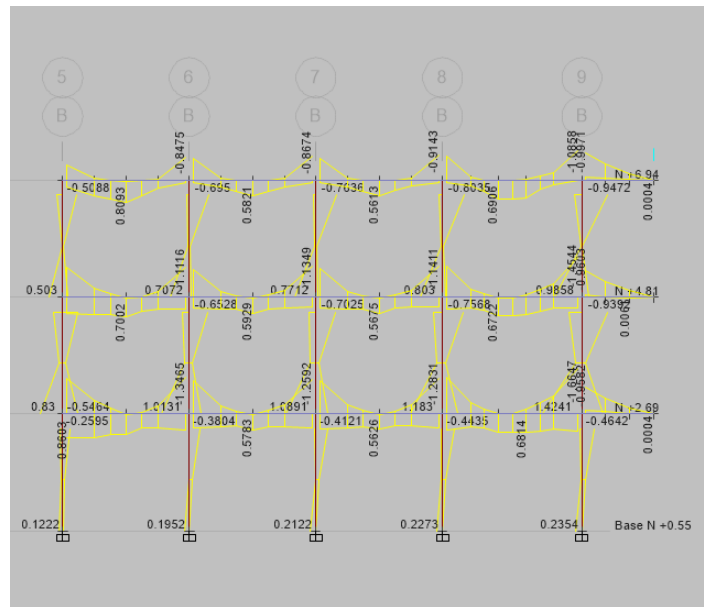 5 6 7 8 9
B B B B B
-0.8475 -0.8674 -0.9143 -1.0858 -0.9971
-0.5088 -0.695 -0.7036 -0.8035 -0.9472 N +6.94
0.8093 0.5821 0.5613 0.6906 0.0004
-1.1116 -1.1349 -1.1411 -1.4544 -0.9603
0.503 0.7072 0.7712 0.803 0.9858 N +4.81
-0.6528 -0.7025 -0.7568
0.7002 0.5929 0.5675 0.6722
-1.3465 -1.2592 -1.2831 -1.6647 -0.9582
0.83 -0.5464 1.0131 1.0891 1.183 1.4241 N +2.69
-0.2595 -0.3804 -0.4121 -0.4435 -0.4642
0.8603 0.5783 0.5626 0.6814 0.0004
0.1222 0.1952 0.2122 0.2273 0.2354 Base N +0.55